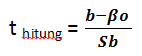 t hitung = b−βo / Sb